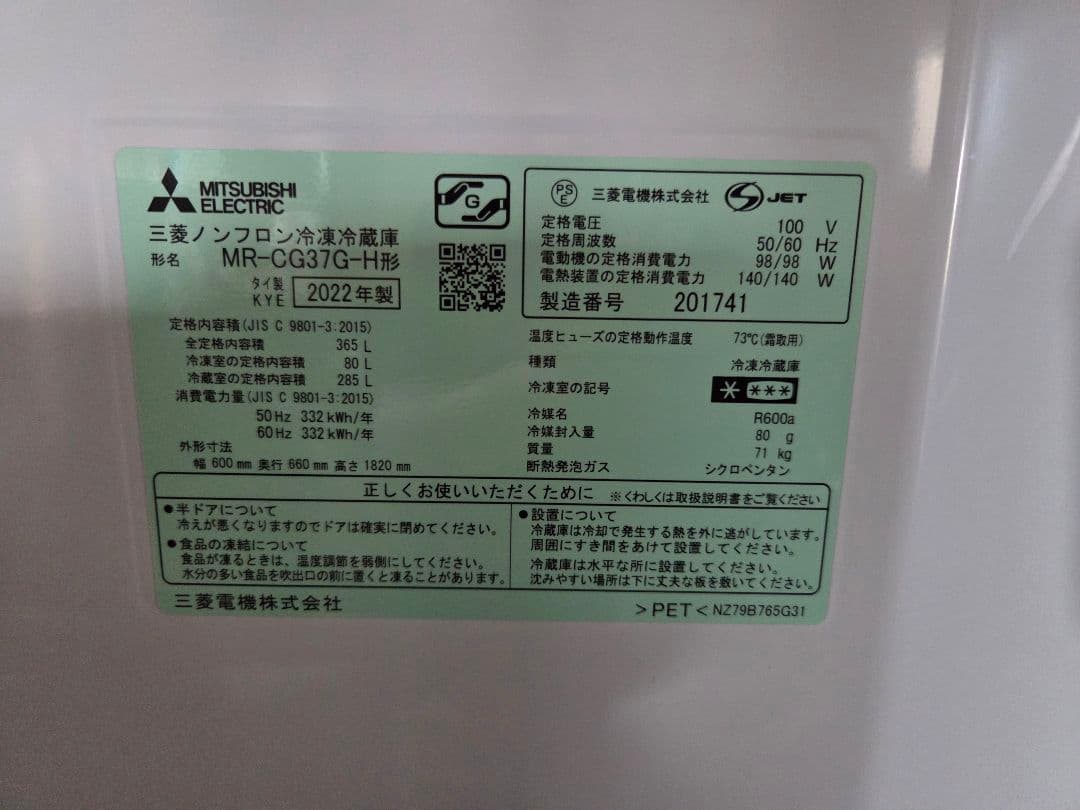 MITSUBISHI
ELECTRIC
G
三菱ノンフロン冷凍冷蔵庫
形名 MR-CG37G-H形
タイ製
KYE 2022年製
PS
E 三菱電機株式会社 JET
定格電圧 100 V
定格周波数 50/60 Hz
電動機の定格消費電力 98/98 W
電熱装置の定格消費電力 140/140 W
製造番号 201741
定格内容積(JIS C 9801-3:2015)
全定格内容積 365 L
冷凍室の定格内容積 80 L
冷蔵室の定格内容積 285 L
消費電力量(JIS C 9801-3:2015)
50Hz 332kWh/年
60Hz 332kWh/年
外形寸法
幅 600mm 奥行 660mm 高さ 1820mm
温度ヒューズの定格動作温度 73℃(霜取用)
種類 冷凍冷蔵庫
冷凍室の記号 * ***
冷媒名 R600a
冷媒封入量 80 g
質量 71 kg
断熱発泡ガス シクロペンタン
正しくお使いいただくために ※くわしくは取扱説明書をご覧ください
●半ドアについて
冷えが悪くなりますのでドアは確実に閉めてください。
●食品の凍結について
食品が凍るときは、温度調節を弱側にしてください。
水分の多い食品を吹出口の前に置くと凍ることがあります。
●設置について
冷蔵庫は冷却で発生する熱を外に逃がしています。
周囲にすき間をあけて設置してください。
冷蔵庫は水平な所に設置してください。
沈みやすい場所は下に丈夫な板を敷いてください。
三菱電機株式会社
>PET< NZ79B765G31